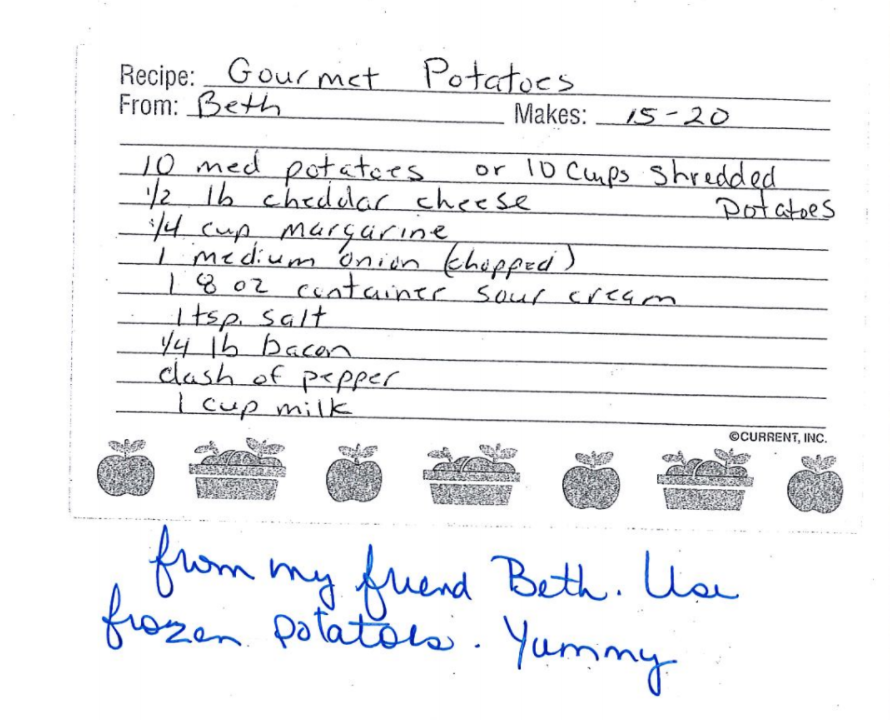 Recipe: Gourmet Potatoes
From: Beth Makes: 15-20
10 med potatoes or 10 cups shredded
1/2 lb cheddar cheese potatoes
1/4 cup margarine
1 medium onion (chopped)
1 8 oz container sour cream
1 tsp. salt
1/4 lb bacon
dash of pepper
1 cup milk
©CURRENT, INC.
from my friend Beth. Use
frozen potatoes. Yummy